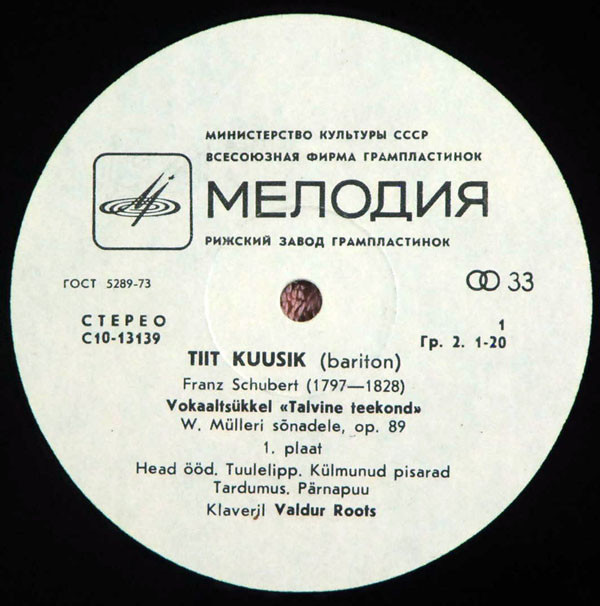 МИНИСТЕРСТВО КУЛЬТУРЫ СССР
ВСЕСОЮЗНАЯ ФИРМА ГРАМПЛАСТИНОК
МЕЛОДИЯ
РИЖСКИЙ ЗАВОД ГРАМПЛАСТИНОК
ГОСТ 5289-73
33
СТЕРЕО
С10-13139
1
Гр. 2. 1-20
TIIT KUUSIK (bariton)
Franz Schubert (1797—1828)
Vokaaltsükkel «Talvine teekond»
W. Mülleri sõnadele, op. 89
1. plaat
Head ööd. Tuulelipp. Külmunud pisarad
Tardumus. Pärnapuu
Klaveril Valdur Roots